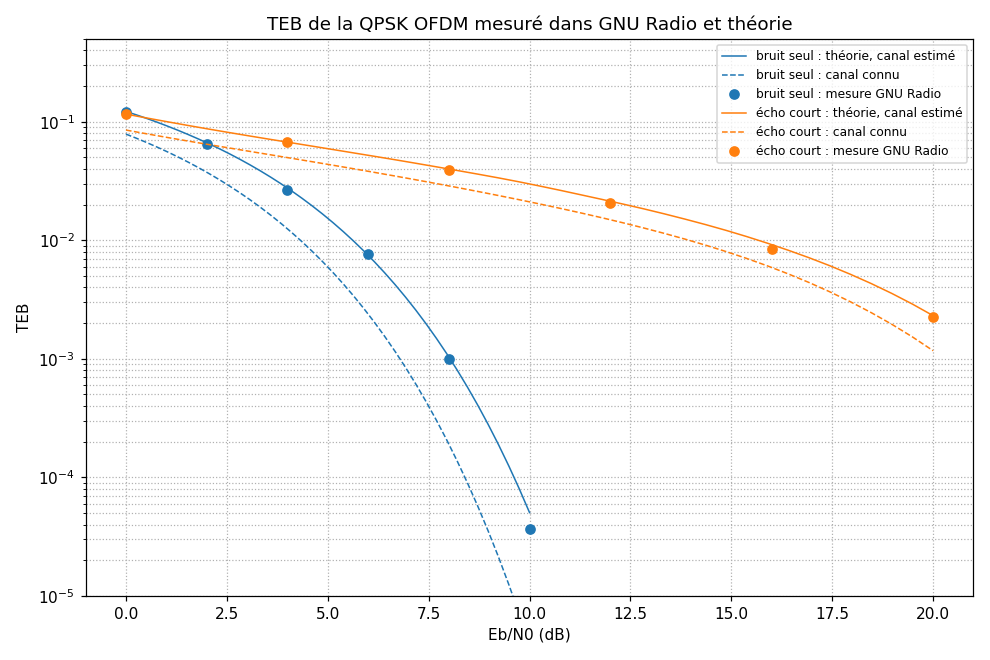 TEB de la QPSK OFDM mesuré dans GNU Radio et théorie
bruit seul : théorie, canal estimé
bruit seul : canal connu
bruit seul : mesure GNU Radio
écho court : théorie, canal estimé
écho court : canal connu
écho court : mesure GNU Radio
TEB
10⁻¹
10⁻²
10⁻³
10⁻⁴
10⁻⁵
0.0 2.5 5.0 7.5 10.0 12.5 15.0 17.5 20.0
Eb/N0 (dB)